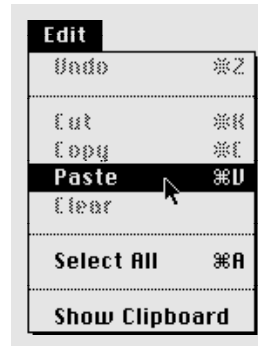 Edit
Undo ⌘Z
Cut ⌘X
Copy ⌘C
Paste ⌘V
Clear
Select All ⌘A
Show Clipboard